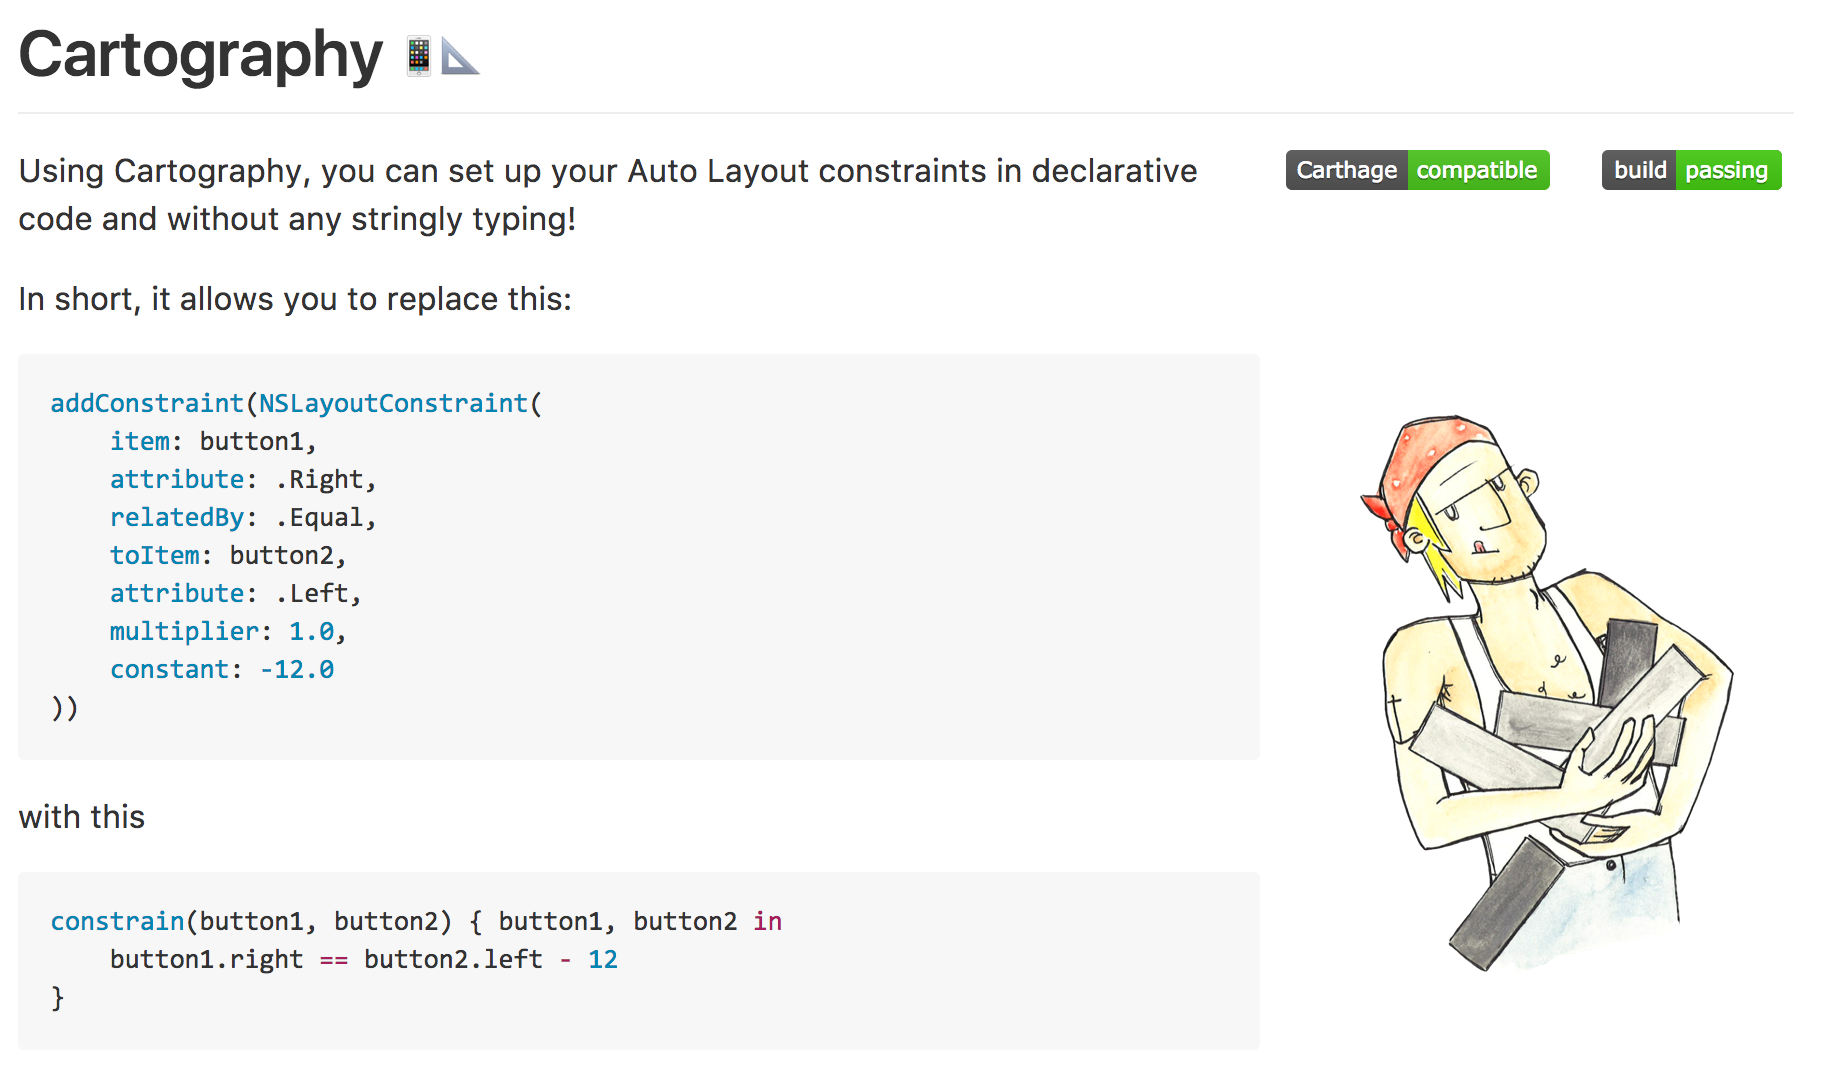 Cartography 📱📐
Using Cartography, you can set up your Auto Layout constraints in declarative
code and without any stringly typing!
Carthage compatible
build passing
In short, it allows you to replace this:
addConstraint(NSLayoutConstraint(
    item: button1,
    attribute: .Right,
    relatedBy: .Equal,
    toItem: button2,
    attribute: .Left,
    multiplier: 1.0,
    constant: -12.0
))
with this
constrain(button1, button2) { button1, button2 in
    button1.right == button2.left - 12
}